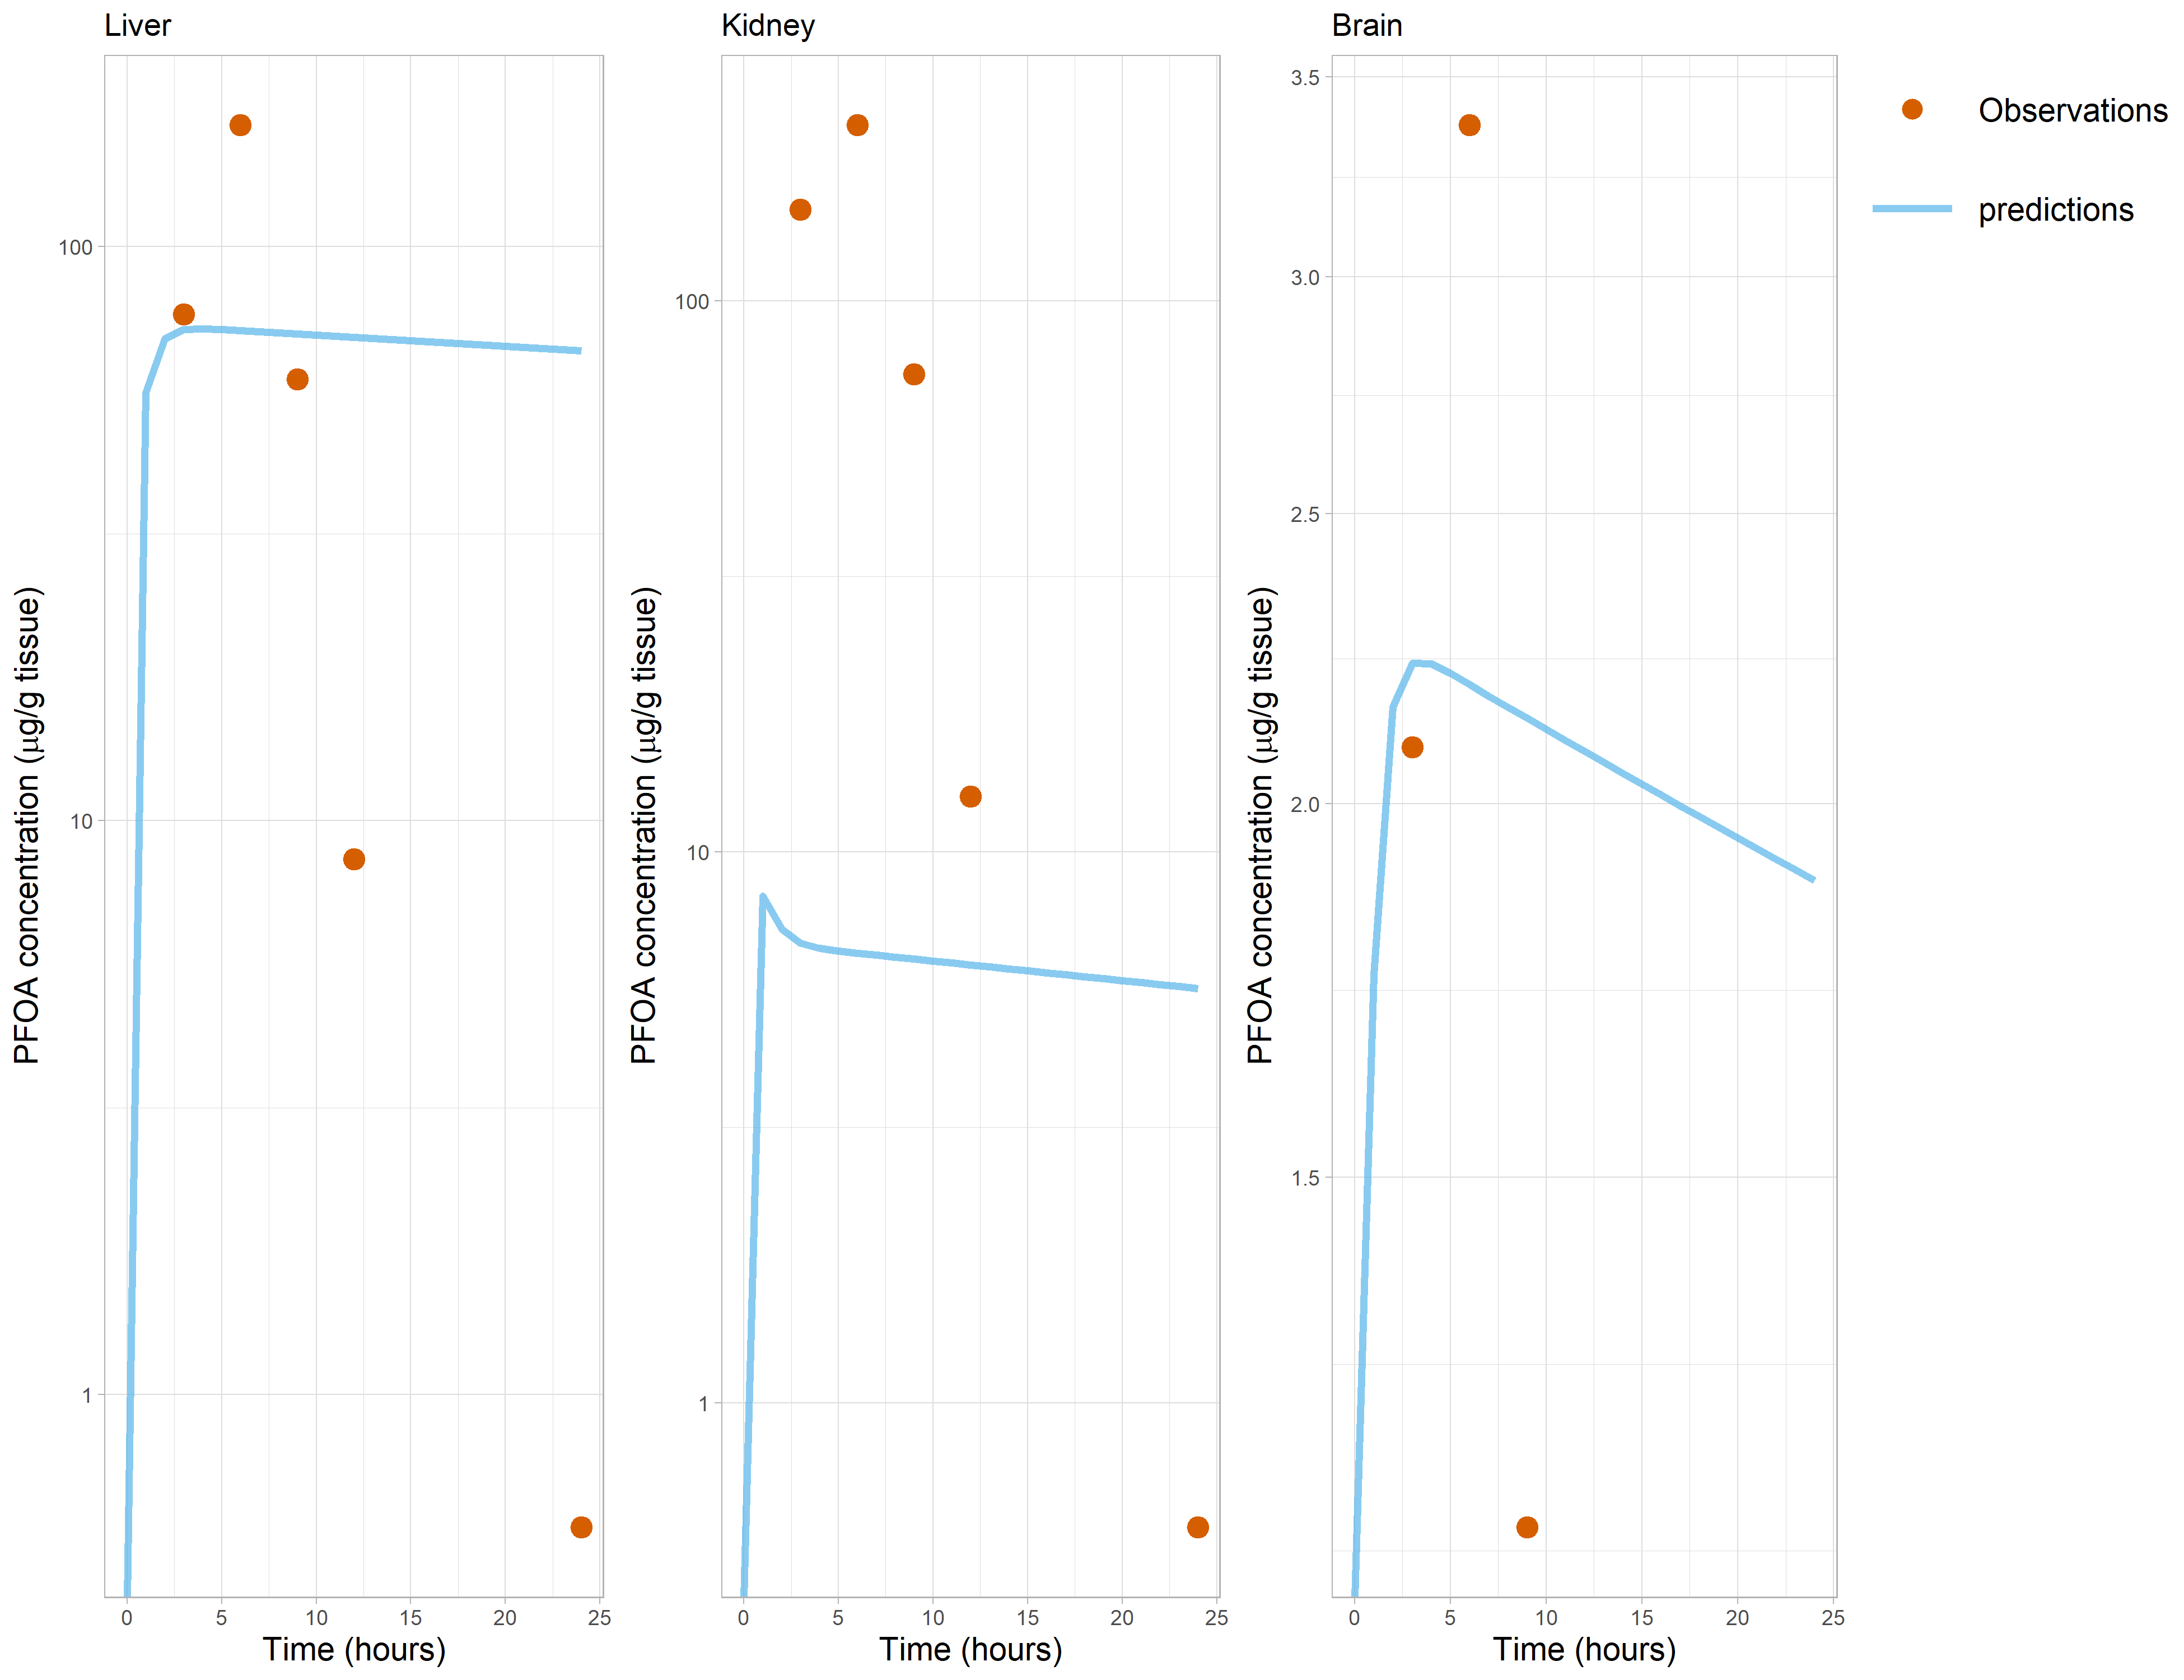 Liver
PFOA concentration (μg/g tissue)
100
10
1
0 5 10 15 20 25
Time (hours)
Kidney
PFOA concentration (μg/g tissue)
100
10
1
0 5 10 15 20 25
Time (hours)
Brain
PFOA concentration (μg/g tissue)
3.5
3.0
2.5
2.0
1.5
0 5 10 15 20 25
Time (hours)
Observations
predictions